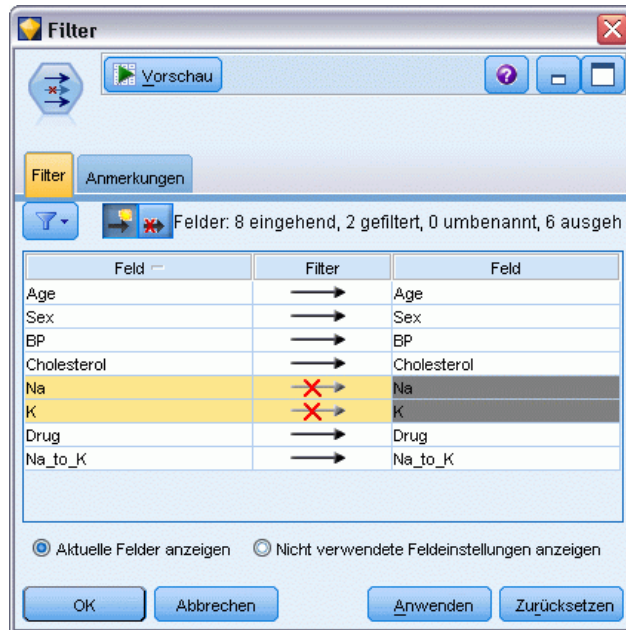 Filter
Vorschau
Filter Anmerkungen
Felder: 8 eingehend, 2 gefiltert, 0 umbenannt, 6 ausgeh
Feld Filter Feld
Age Age
Sex Sex
BP BP
Cholesterol Cholesterol
Na Na
K K
Drug Drug
Na_to_K Na_to_K
Aktuelle Felder anzeigen Nicht verwendete Feldeinstellungen anzeigen
OK Abbrechen Anwenden Zurücksetzen